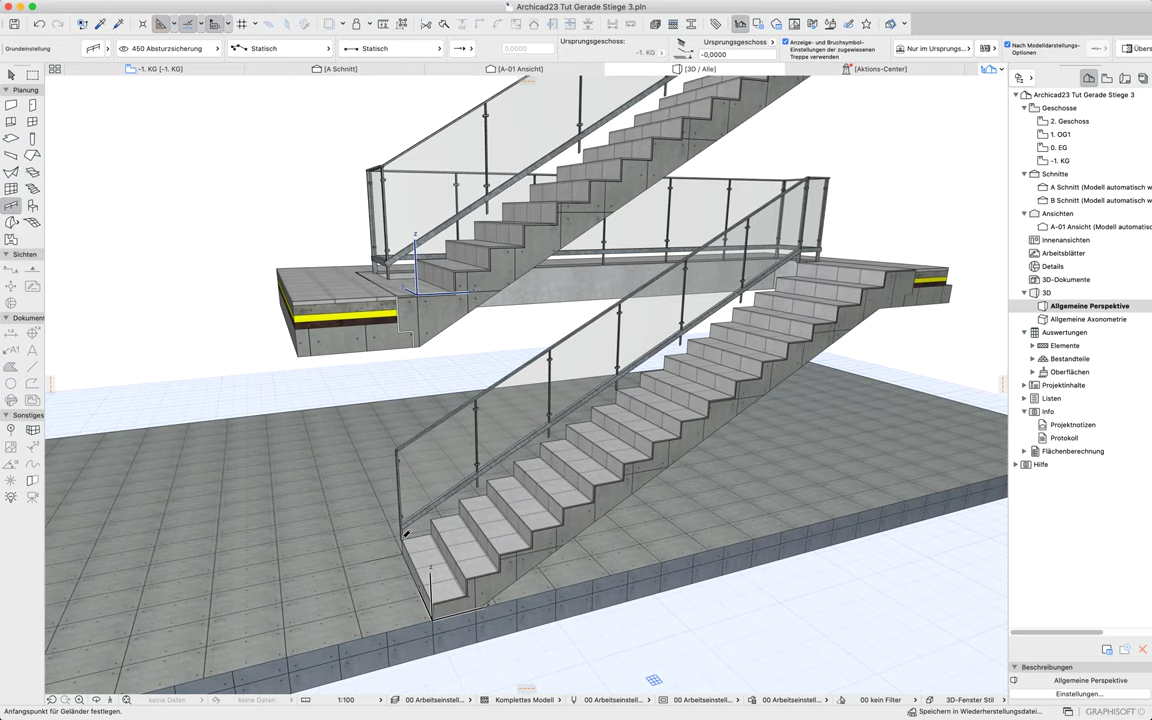 Archicad23 Tut Gerade Stiege 3.pln
Grundeinstellung
450 Absturzsicherung
Statisch
Statisch
0,0000
Ursprungsgeschoss:
-1. KG
Ursprungsgeschoss
-0,0000
Anzeige- und Bruchsymbol-
Einstellungen der zugewiesenen
Treppe verwenden
Nur im Ursprungs...
Nach Modelldarstellungs-
Optionen
Übers
-1. KG [-1. KG]
[A Schnitt]
[A-01 Ansicht]
[3D / Alle]
[Aktions-Center]
Planung
Sichten
Dokument
Sonstiges
A1
A
z
z
Archicad23 Tut Gerade Stiege 3
Geschosse
2. Geschoss
1. OG1
0. EG
-1. KG
Schnitte
A Schnitt (Modell automatisch w
B Schnitt (Modell automatisch w
Ansichten
A-01 Ansicht (Modell automatisc
Innenansichten
Arbeitsblätter
Details
3D-Dokumente
3D
Allgemeine Perspektive
Allgemeine Axonometrie
Auswertungen
Elemente
Bestandteile
Oberflächen
Projektinhalte
Listen
Info
Projektnotizen
Protokoll
Flächenberechnung
Hilfe
Beschreibungen
Allgemeine Perspektive
Einstellungen...
keine Daten
keine Daten
1:100
00 Arbeitseinstell...
Komplettes Modell
00 Arbeitseinstell...
00 Arbeitseinstell...
00 Arbeitseinstell...
00 kein Filter
3D-Fenster Stil
Anfangspunkt für Geländer festlegen.
Speichern in Wiederherstellungsdatei...
GRAPHISOFT ID